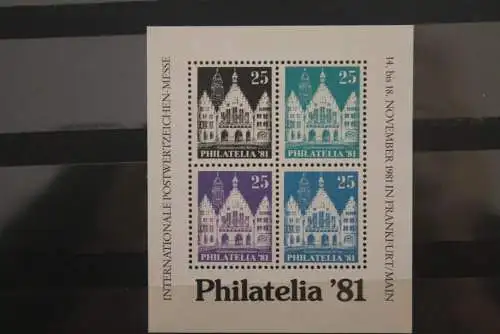 INTERNATIONALE POSTWERTZEICHEN-MESSE
25
25
PHILATELIA '81
PHILATELIA '81
25
25
PHILATELIA '81
PHILATELIA '81
14. bis 18. NOVEMBER 1981 IN FRANKFURT/MAIN
Philatelia '81